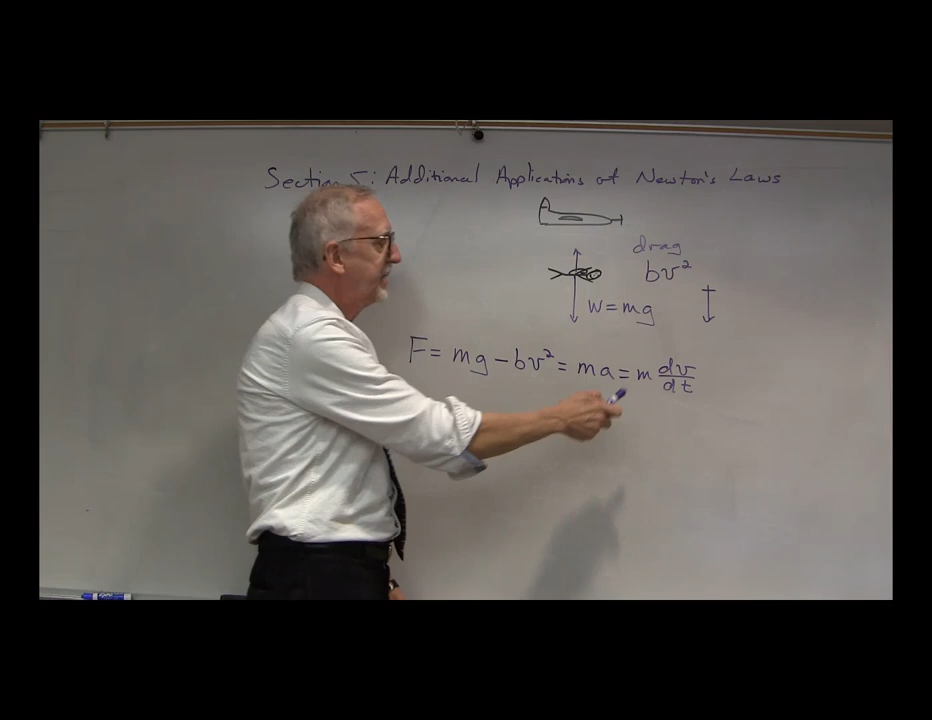 Section 5: Additional Applications of Newton's Laws
drag
bv²
W = mg
+
F = mg - bv² = ma = m dv/dt